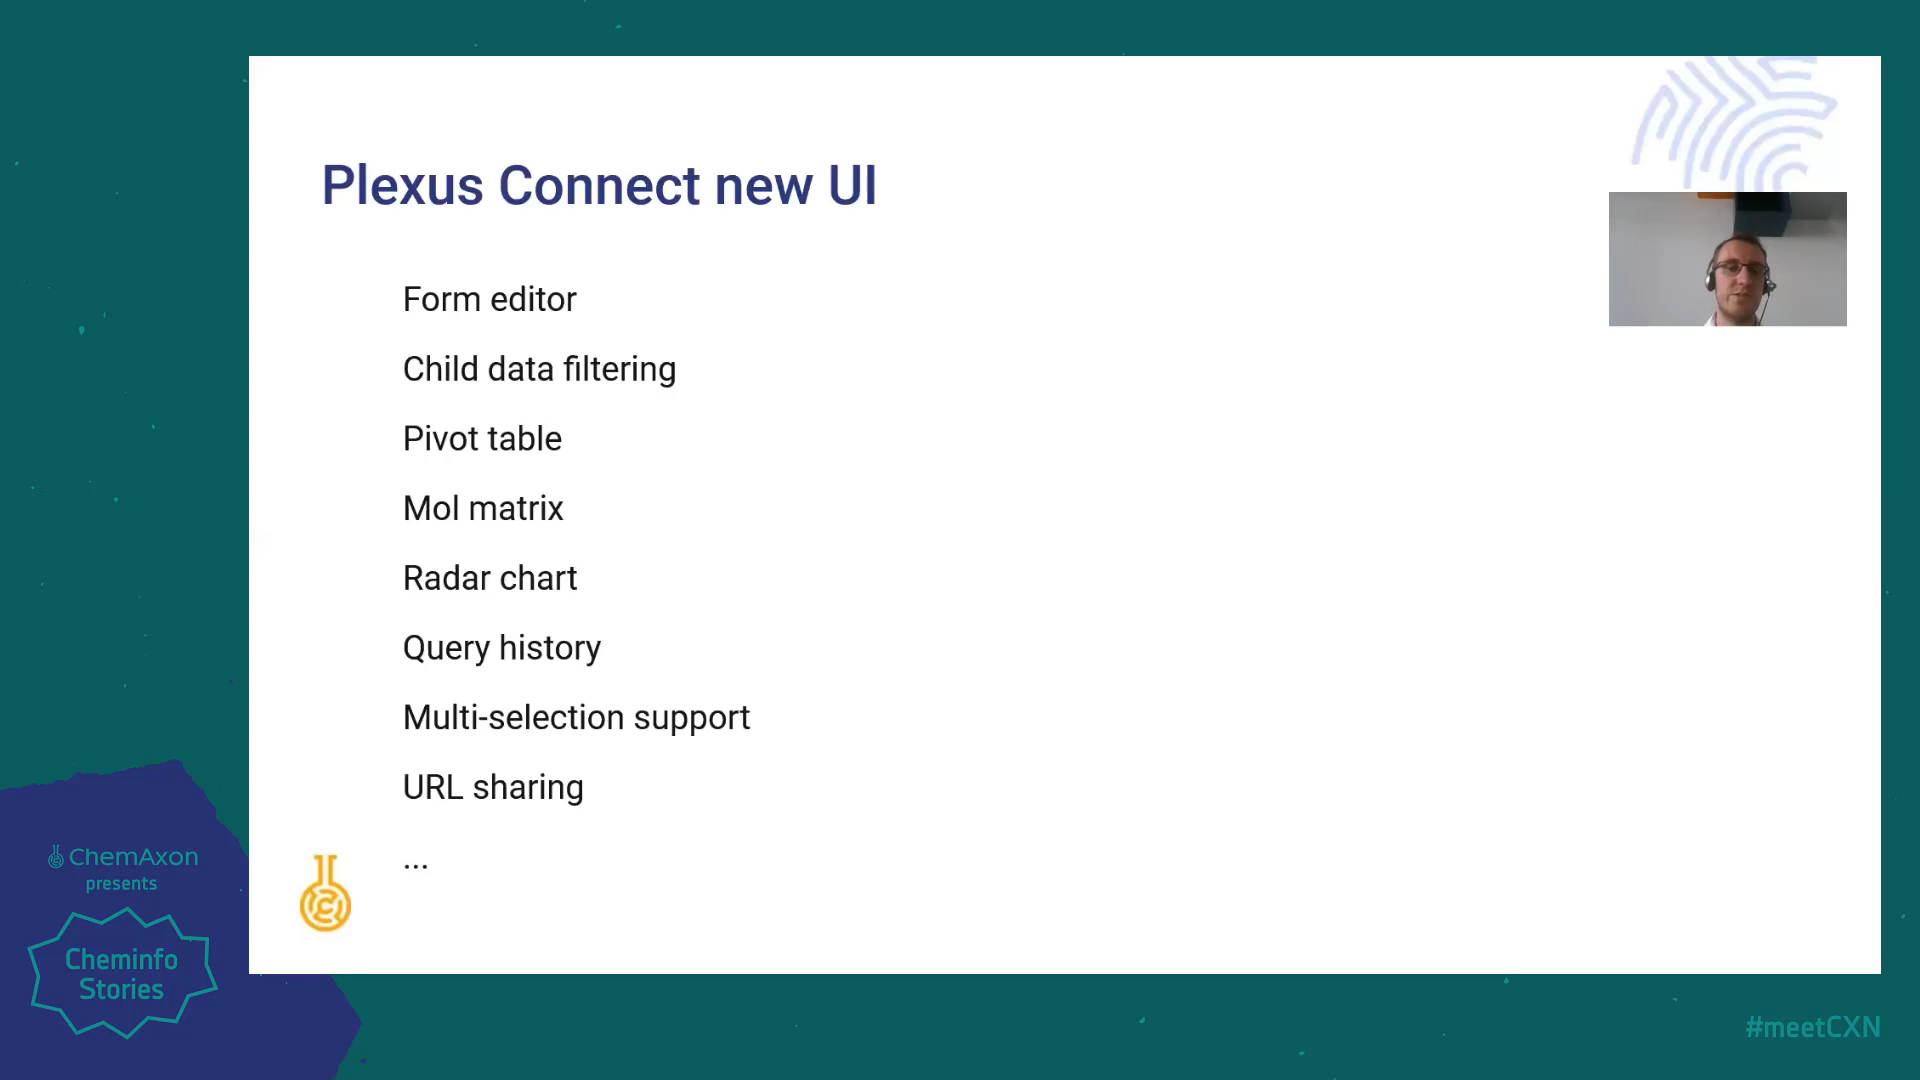 Plexus Connect new UI
Form editor
Child data filtering
Pivot table
Mol matrix
Radar chart
Query history
Multi-selection support
URL sharing
...
ChemAxon
presents
Cheminfo
Stories
#meetCXN